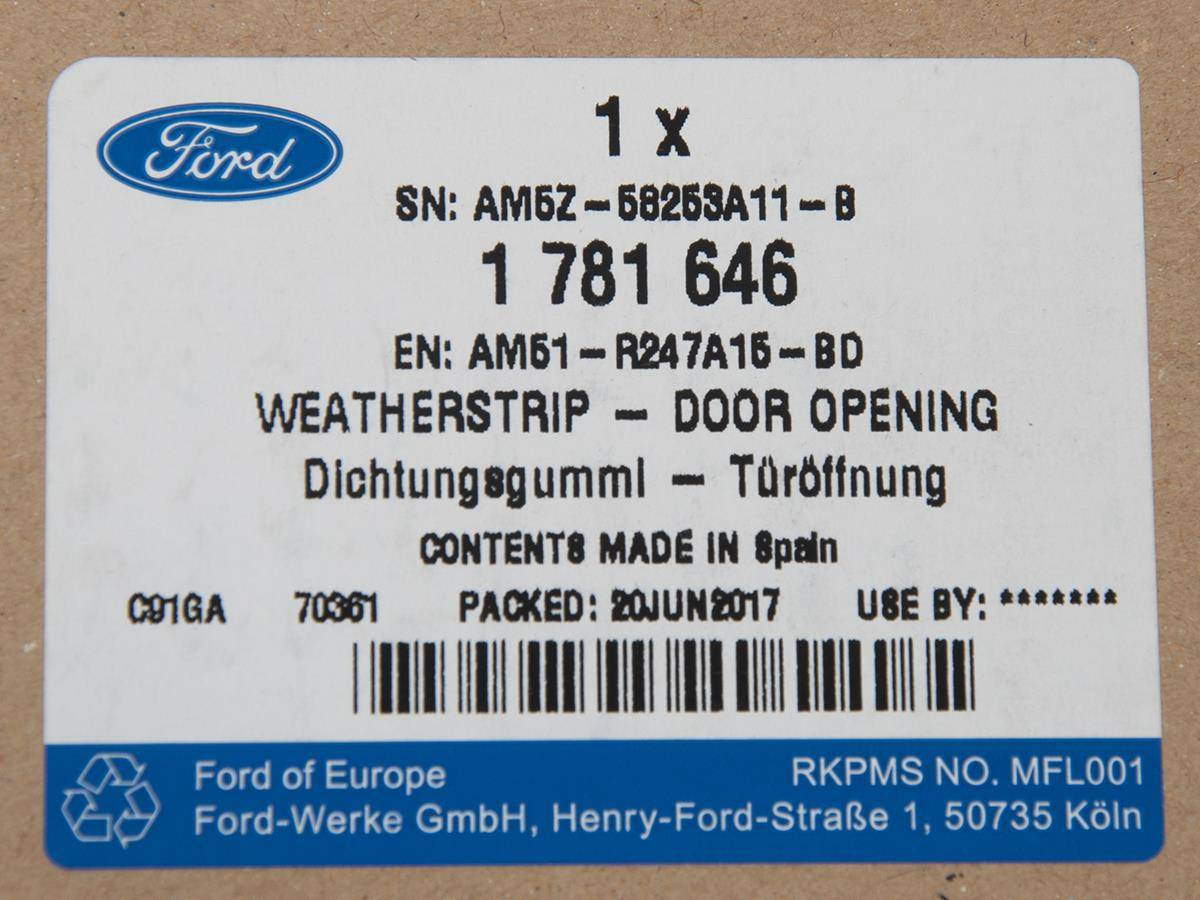 Ford
1 x
SN: AM5Z-58253A11-B
1 781 646
EN: AM51-R247A15-BD
WEATHERSTRIP - DOOR OPENING
Dichtungsgummi - Türöffnung
CONTENTS MADE IN Spain
C91GA 70361 PACKED: 20JUN2017 USE BY: *******
Ford of Europe RKPMS NO. MFL001
Ford-Werke GmbH, Henry-Ford-Straße 1, 50735 Köln